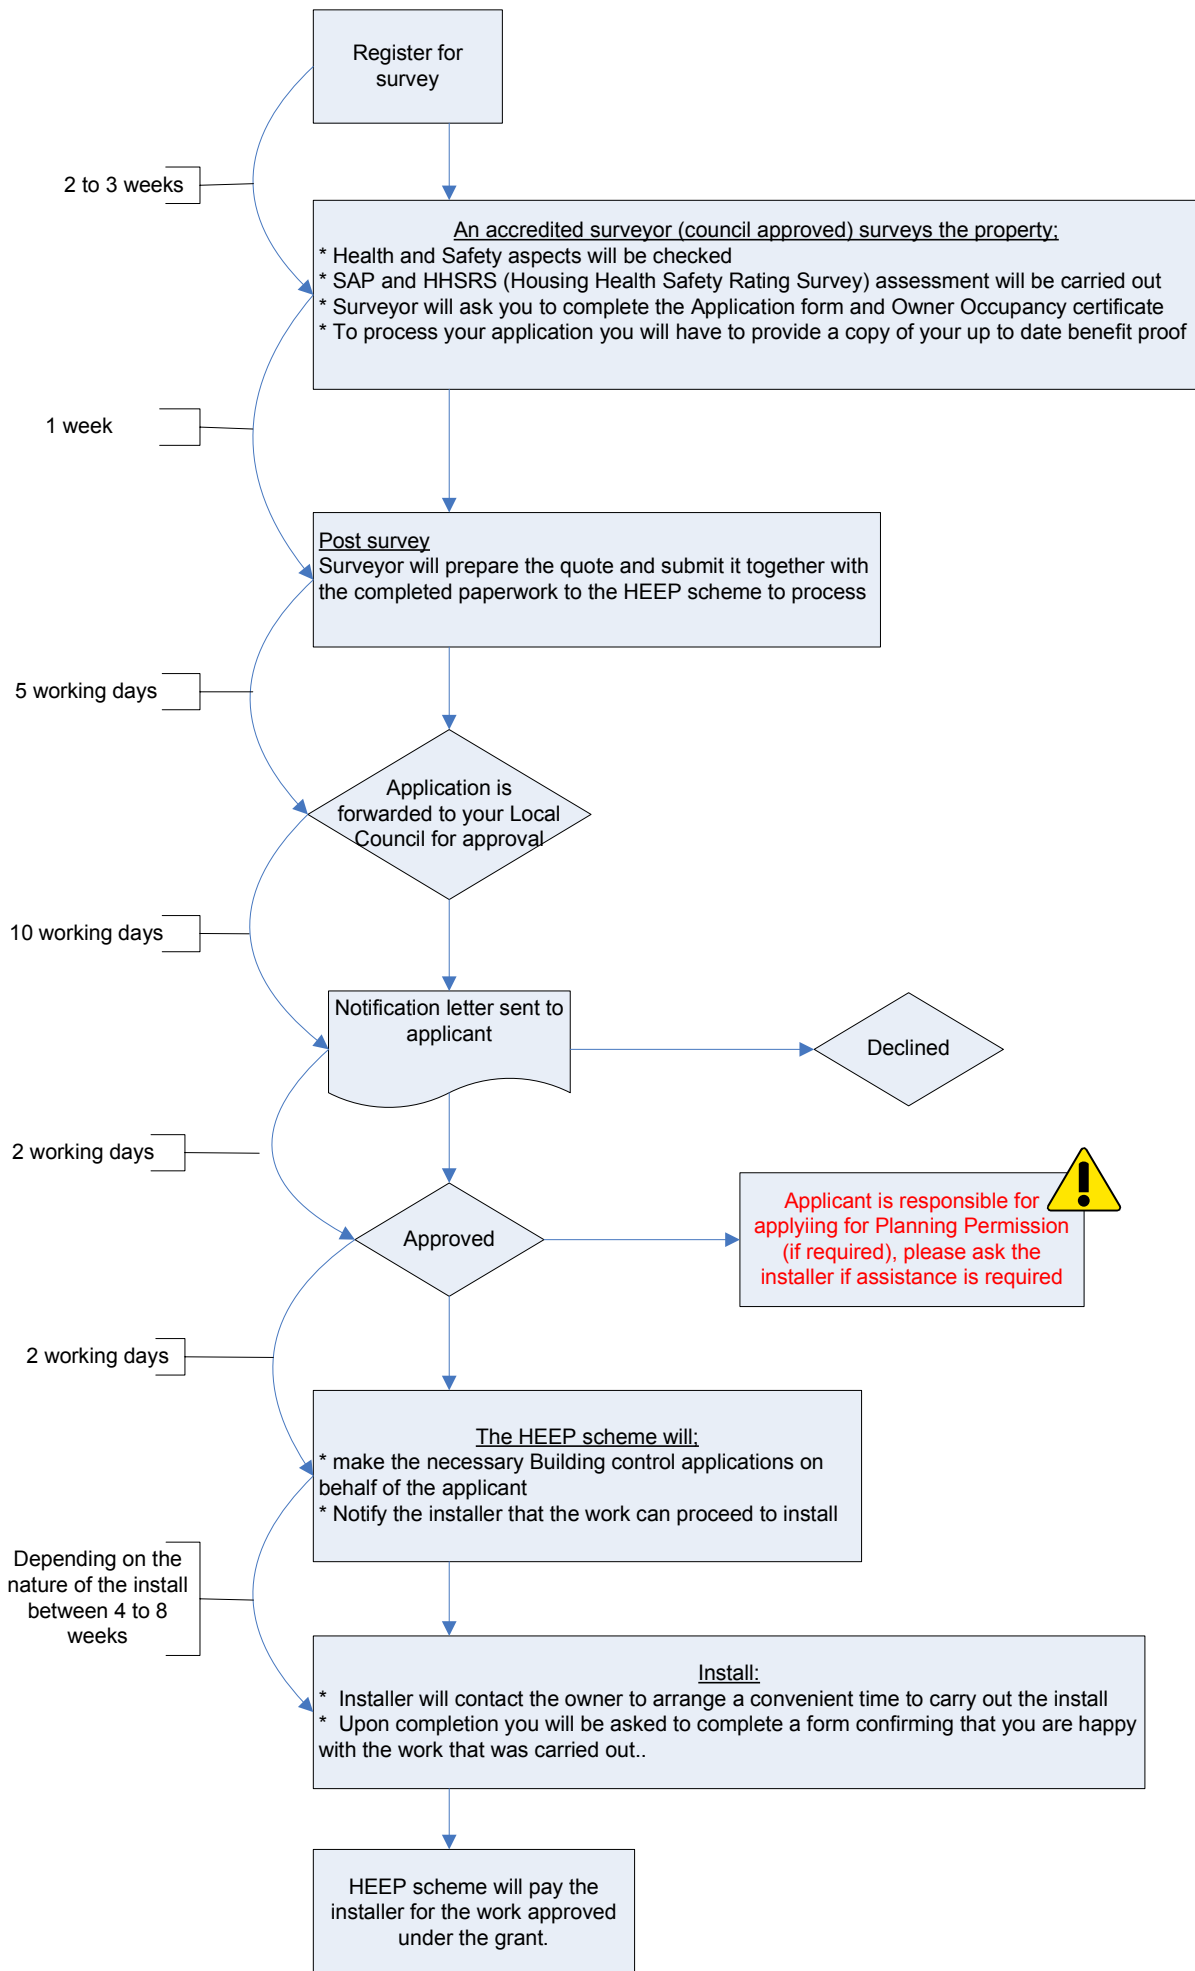 Register for
survey
2 to 3 weeks
An accredited surveyor (council approved) surveys the property;
* Health and Safety aspects will be checked
* SAP and HHSRS (Housing Health Safety Rating Survey) assessment will be carried out
* Surveyor will ask you to complete the Application form and Owner Occupancy certificate
* To process your application you will have to provide a copy of your up to date benefit proof
1 week
Post survey
Surveyor will prepare the quote and submit it together with
the completed paperwork to the HEEP scheme to process
5 working days
Application is
forwarded to your Local
Council for approval
10 working days
Notification letter sent to
applicant
Declined
2 working days
Approved
Applicant is responsible for
applyiing for Planning Permission
(if required), please ask the
installer if assistance is required
2 working days
The HEEP scheme will;
* make the necessary Building control applications on
behalf of the applicant
* Notify the installer that the work can proceed to install
Depending on the
nature of the install
between 4 to 8
weeks
Install:
*  Installer will contact the owner to arrange a convenient time to carry out the install
*  Upon completion you will be asked to complete a form confirming that you are happy
with the work that was carried out..
HEEP scheme will pay the
installer for the work approved
under the grant.